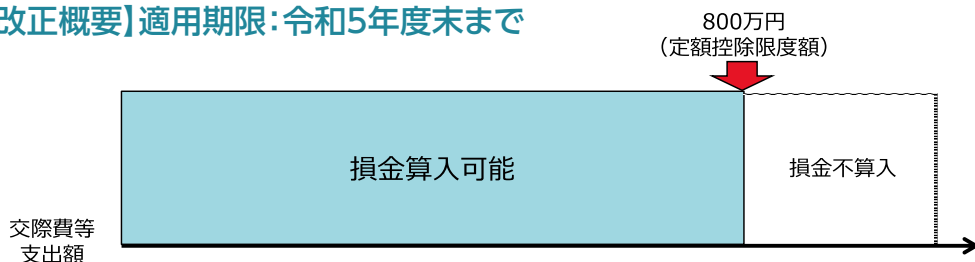 改正概要】適用期限：令和5年度末まで
800万円
（定額控除限度額）
損金算入可能
損金不算入
交際費等
支出額